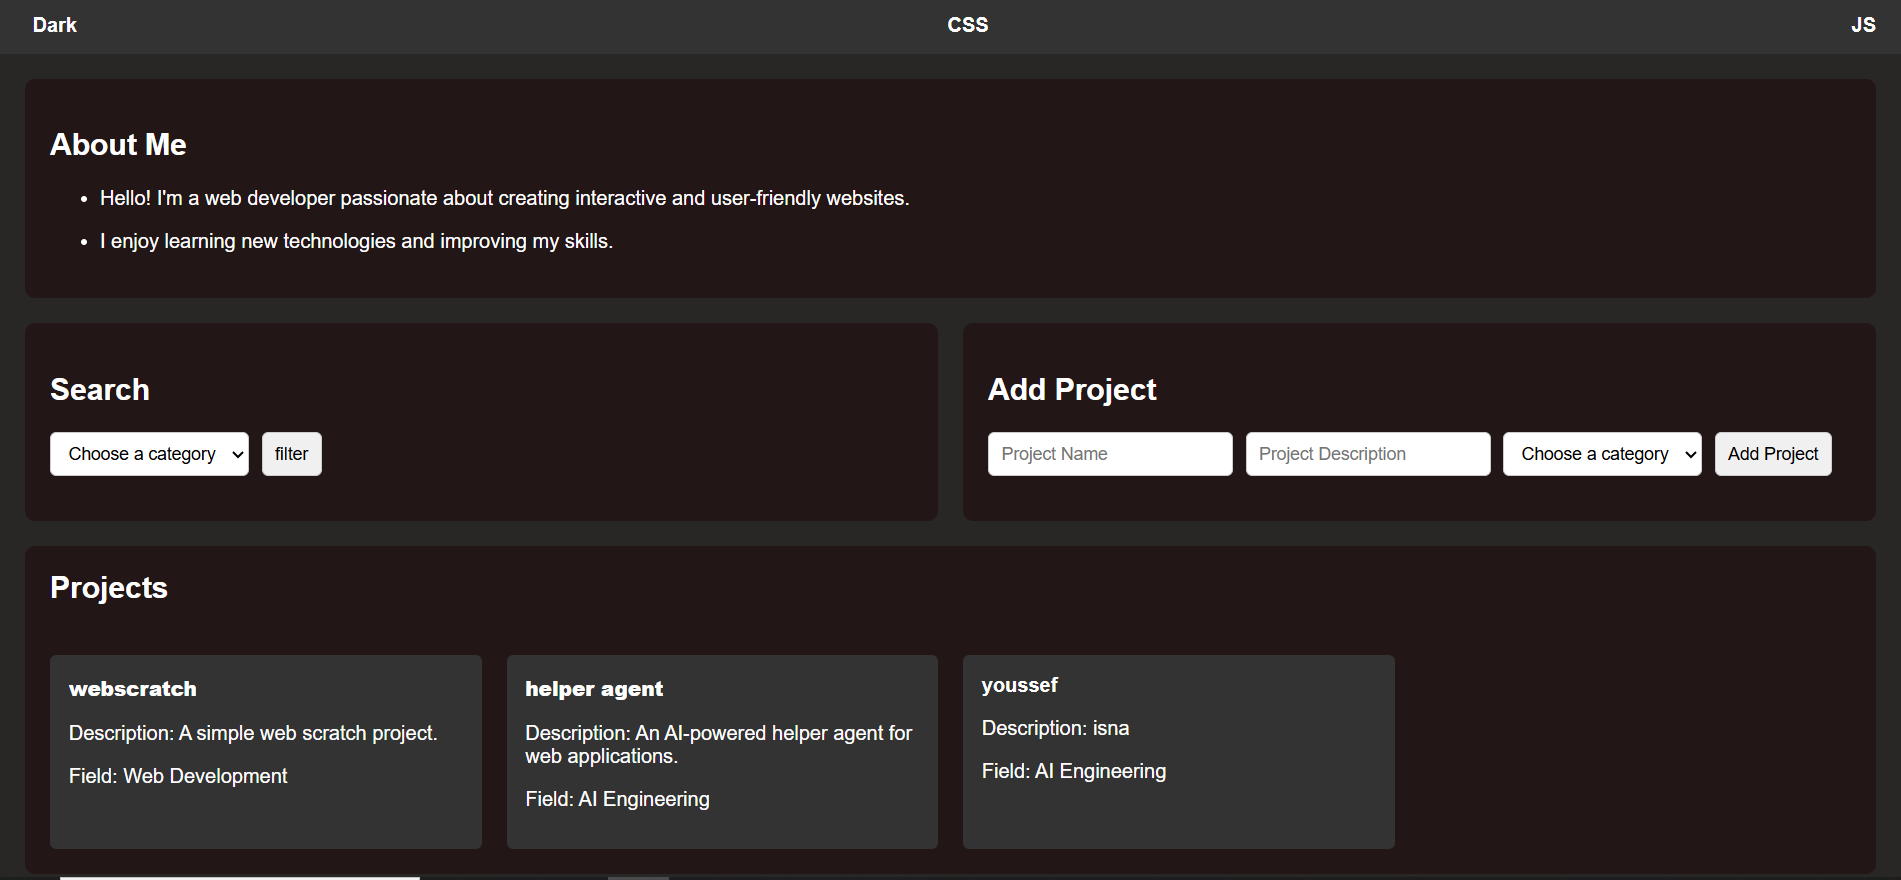 Dark CSS JS
About Me
Hello! I'm a web developer passionate about creating interactive and user-friendly websites.
I enjoy learning new technologies and improving my skills.
Search
Choose a category filter
Add Project
Project Name Project Description Choose a category Add Project
Projects
webscratch
Description: A simple web scratch project.
Field: Web Development
helper agent
Description: An AI-powered helper agent for
web applications.
Field: AI Engineering
youssef
Description: isna
Field: AI Engineering